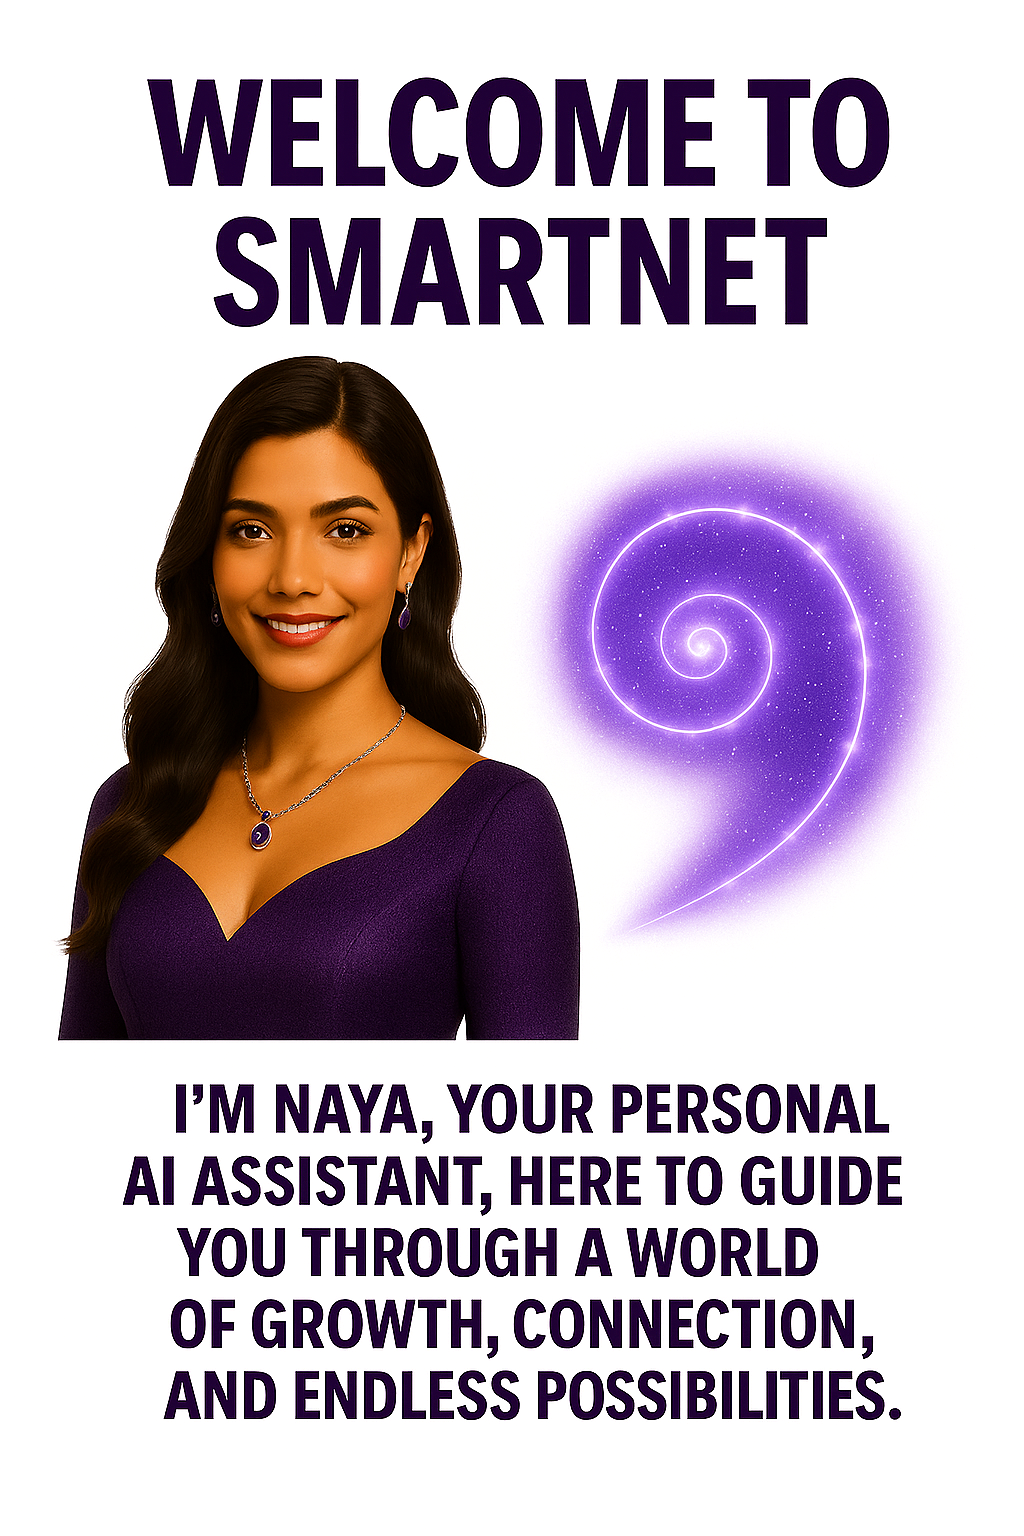 WELCOME TO
SMARTNET
I’M NAYA, YOUR PERSONAL
AI ASSISTANT, HERE TO GUIDE
YOU THROUGH A WORLD
OF GROWTH, CONNECTION,
AND ENDLESS POSSIBILITIES.